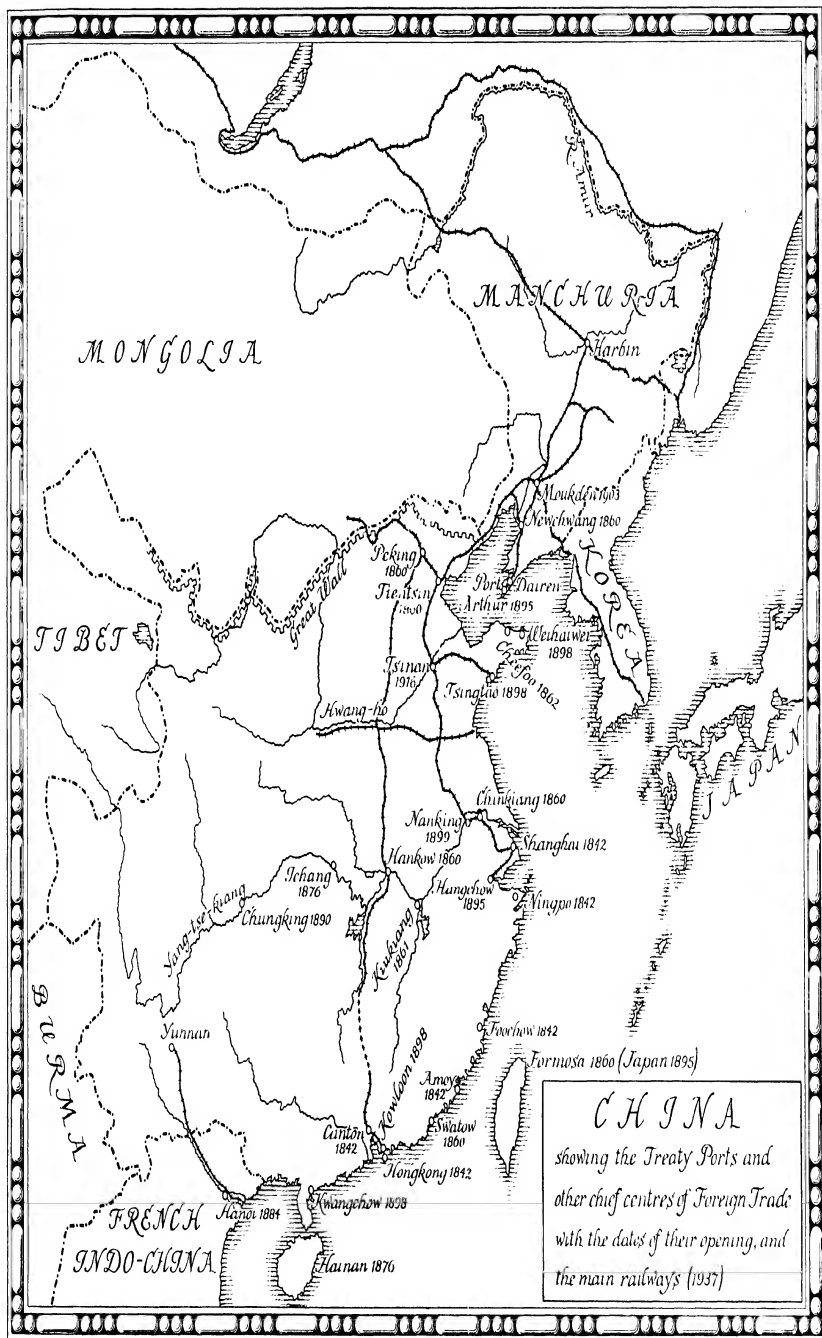 R. Amur
MANCHURIA
MONGOLIA
Harbin
Moukden 1903
Newchwang 1860
Peking
1860
Great Wall
Tientsin
1860
Port
Arthur 1895
Dairen
KOREA
TIBET
Weihaiwei
1898
Cheefoo 1862
Tsinan
1916
Tsingtao 1898
Hwang-ho
JAPAN
Chinkiang 1860
Nanking
1899
Shanghai 1842
Hankow 1860
Ichang
1876
Hangchow
1895
Ningpo 1842
Yang-tse-kiang
Chungking 1890
Kiukiang
1861
BURMA
Yunnan
Foochow 1842
Kowloon 1898
Formosa 1860 (Japan 1895)
Amoy
1842
Swatow
1860
Canton
1842
Hongkong 1842
Kwangchow 1898
Hanoi 1884
FRENCH
INDO-CHINA
Hainan 1876
CHINA
showing the Treaty Ports and
other chief centres of Foreign Trade
with the dates of their opening, and
the main railways (1937)